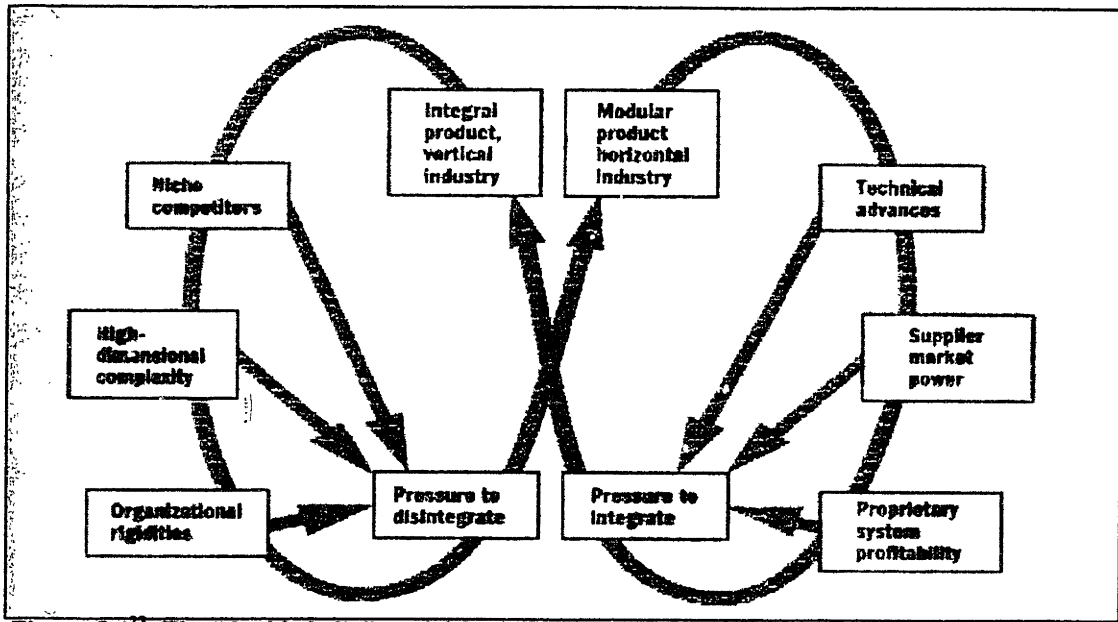 Integral
product,
vertical
industry
Modular
product
horizontal
industry
Niche
competitors
Technical
advances
High-
dimensional
complexity
Supplier
market
power
Organizational
rigidities
Pressure to
disintegrate
Pressure to
integrate
Proprietary
system
profitability